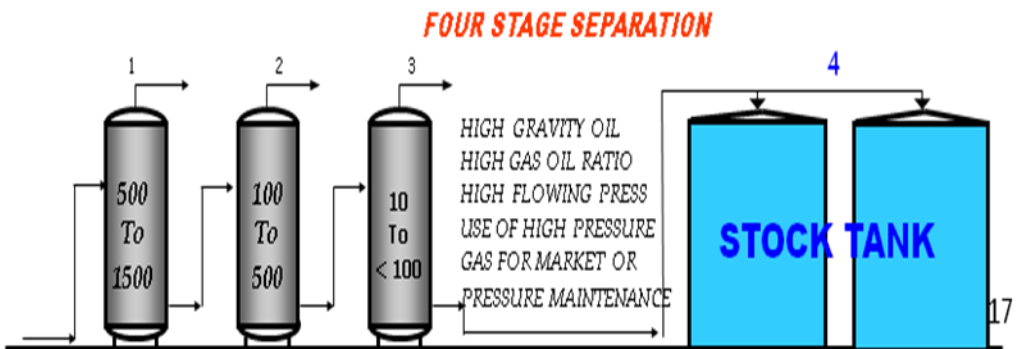 FOUR STAGE SEPARATION
1
2
3
4
500
To
1500
100
To
500
10
To
< 100
HIGH GRAVITY OIL
HIGH GAS OIL RATIO
HIGH FLOWING PRESS
USE OF HIGH PRESSURE
GAS FOR MARKET OR
PRESSURE MAINTENANCE
STOCK TANK
17